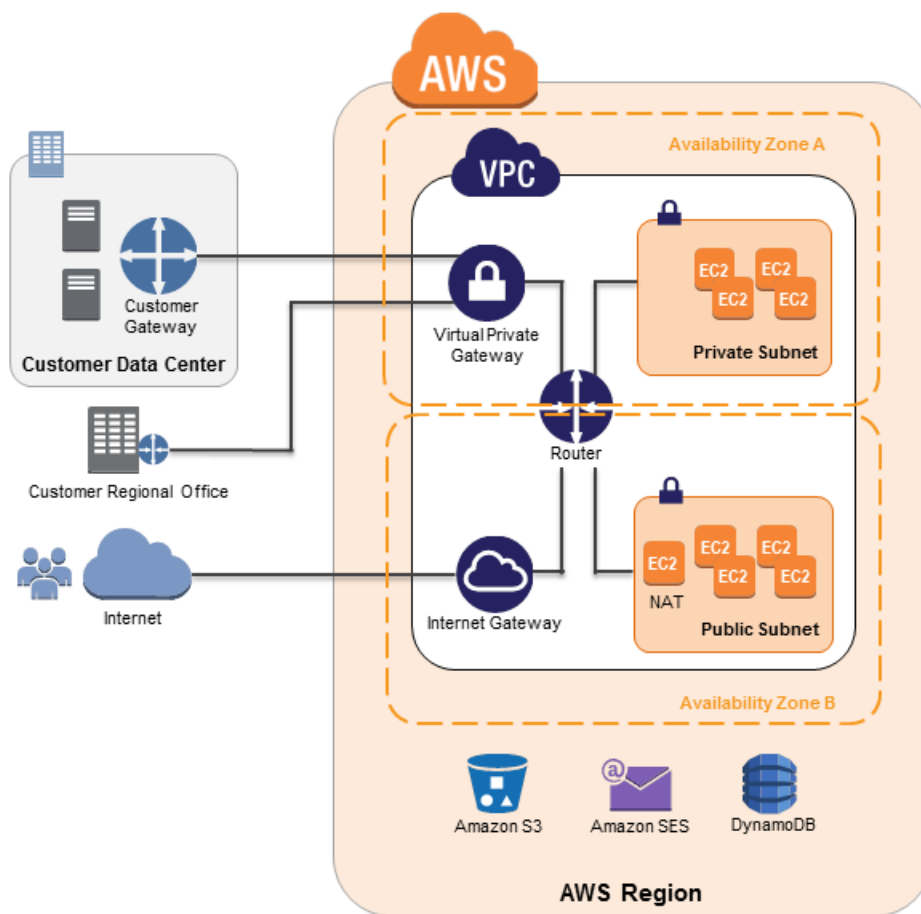 AWS
Availability Zone A
VPC
EC2
EC2
EC2
EC2
Private Subnet
Customer
Gateway
Customer Data Center
Virtual Private
Gateway
Router
Customer Regional Office
Internet
Internet Gateway
EC2
EC2
EC2
EC2
EC2
NAT
Public Subnet
Availability Zone B
@
Amazon S3
Amazon SES
DynamoDB
AWS Region